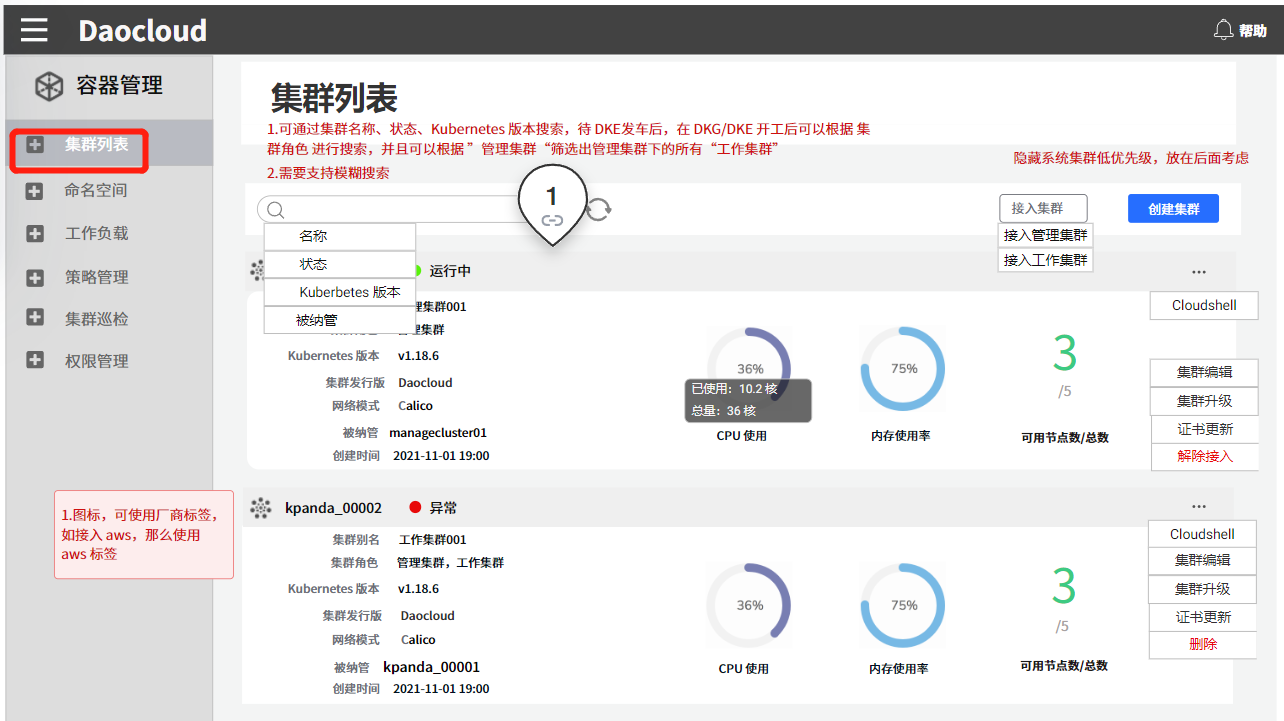 Daocloud
帮助
容器管理
集群列表
命名空间
工作负载
策略管理
集群巡检
权限管理
集群列表
1.可通过集群名称、状态、Kubernetes 版本搜索，待 DKE发车后，在 DKG/DKE 开工后可以根据 集
群角色 进行搜索，并且可以根据 ”管理集群“筛选出管理集群下的所有“工作集群”
2.需要支持模糊搜索
隐藏系统集群低优先级，放在后面考虑
1
接入集群
创建集群
接入管理集群
接入工作集群
名称
状态
Kuberbetes 版本
被纳管
运行中
...
理集群001
管理集群
Kubernetes 版本 v1.18.6
集群发行版 Daocloud
网络模式 Calico
被纳管 managecluster01
创建时间 2021-11-01 19:00
36%
已使用：10.2 核
总量：36 核
CPU 使用
75%
内存使用率
3
/5
可用节点数/总数
Cloudshell
集群编辑
集群升级
证书更新
解除接入
1.图标，可使用厂商标签，
如接入 aws，那么使用
aws 标签
kpanda_00002 异常
...
集群别名 工作集群001
集群角色 管理集群，工作集群
Kubernetes 版本 v1.18.6
集群发行版 Daocloud
网络模式 Calico
被纳管 kpanda_00001
创建时间 2021-11-01 19:00
36%
CPU 使用
75%
内存使用率
3
/5
可用节点数/总数
Cloudshell
集群编辑
集群升级
证书更新
删除